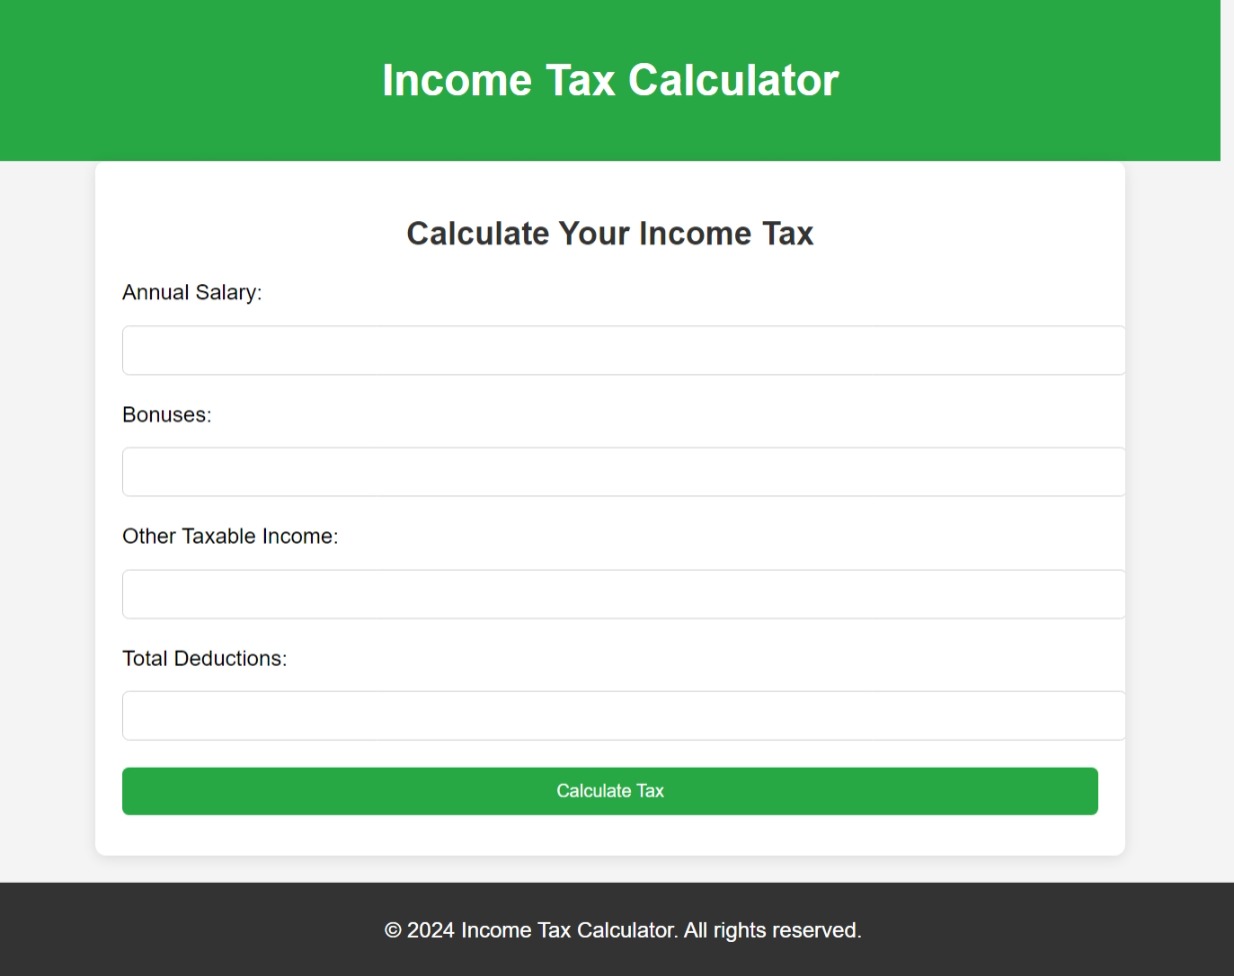 Income Tax Calculator
Calculate Your Income Tax
Annual Salary:
Bonuses:
Other Taxable Income:
Total Deductions:
Calculate Tax
© 2024 Income Tax Calculator. All rights reserved.